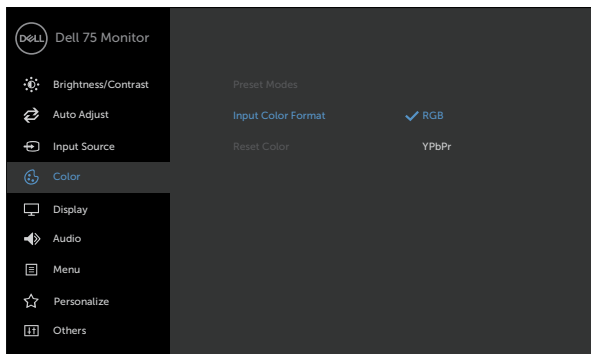 DELL Dell 75 Monitor
Brightness/Contrast
Preset Modes
Auto Adjust
Input Color Format
RGB
Input Source
Reset Color
YPbPr
Color
Display
Audio
Menu
Personalize
Others